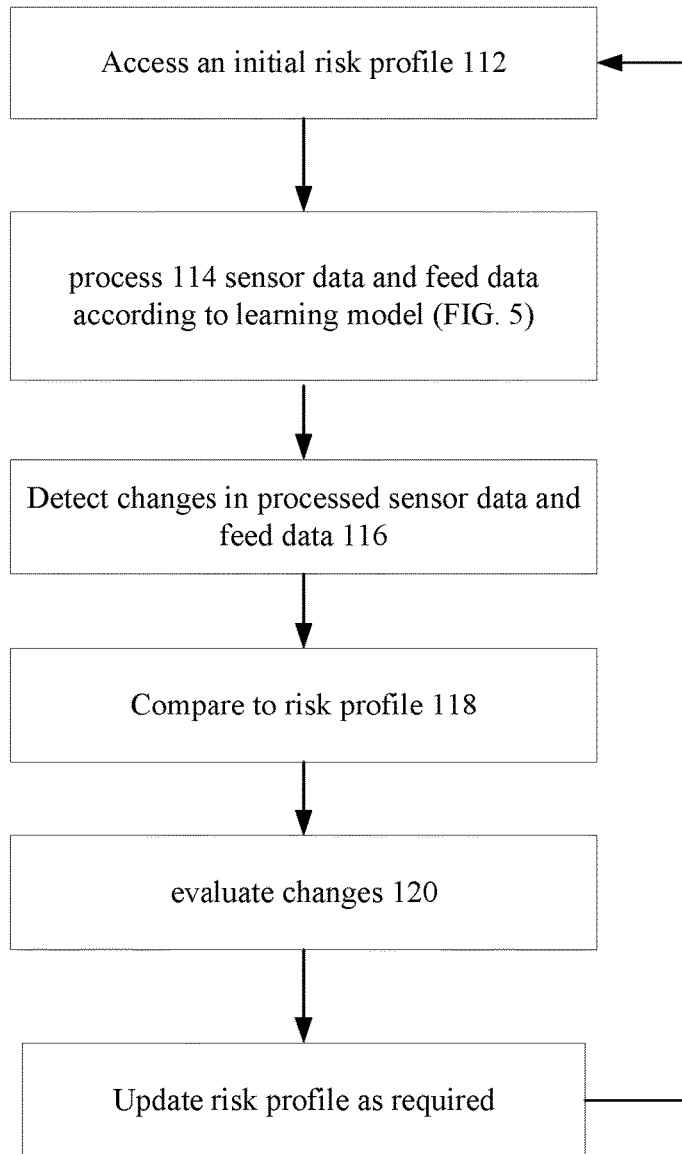 Access an initial risk profile 112
process 114 sensor data and feed data
according to learning model (FIG. 5)
Detect changes in processed sensor data and
feed data 116
Compare to risk profile 118
evaluate changes 120
Update risk profile as required